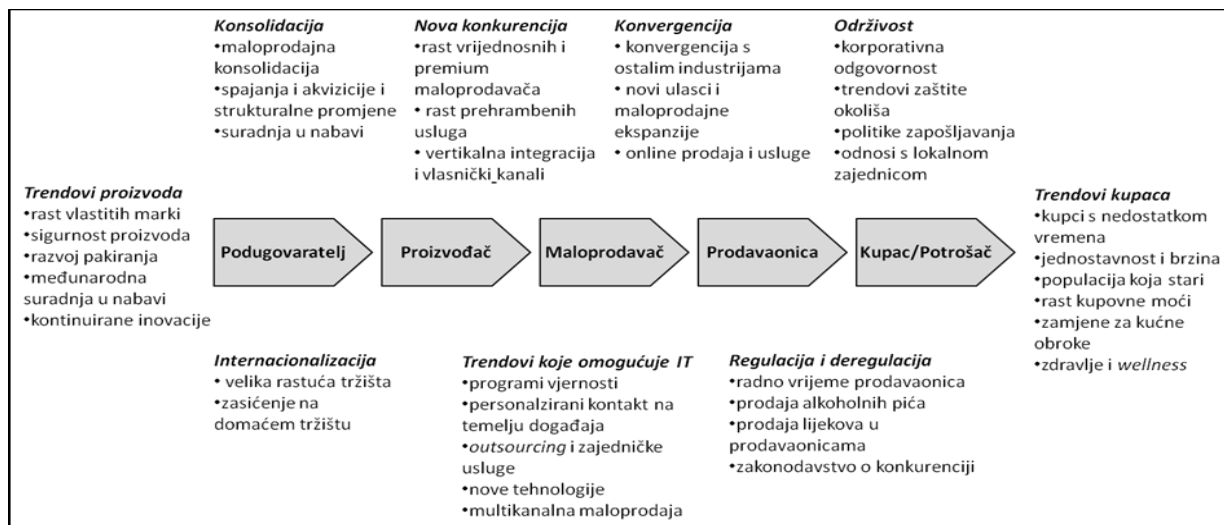 Konsolidacija
•maloprodajna
konsolidacija
•spajanja i akvizicije i
strukturalne promjene
•suradnja u nabavi
Nova konkurencija
•rast vrijednosnih i
premium
maloprodavača
• rast prehrambenih
usluga
• vertikalna integracija
i vlasnički_kanali
Konvergencija
• konvergencija s
ostalim industrijama
• novi ulasci i
maloprodajne
ekspanzije
• online prodaja i usluge
Održivost
•korporativna
odgovornost
•trendovi zaštite
okoliša
•politike zapošljavanja
•odnosi s lokalnom
zajednicom
Trendovi proizvoda
•rast vlastitih marki
•sigurnost proizvoda
•razvoj pakiranja
•međunarodna
suradnja u nabavi
•kontinuirane inovacije
Podugovaratelj
Proizvođač
Maloprodavač
Prodavaonica
Kupac/Potrošač
Trendovi kupaca
•kupci s nedostatkom
vremena
•jednostavnost i brzina
•populacija koja stari
•rast kupovne moći
•zamjene za kućne
obroke
•zdravlje i wellness
Internacionalizacija
• velika rastuća tržišta
• zasićenje na
domaćem tržištu
Trendovi koje omogućuje IT
•programi vjernosti
•personalzirani kontakt na
temelju događaja
•outsourcing i zajedničke
usluge
•nove tehnologije
•multikanalna maloprodaja
Regulacija i deregulacija
•radno vrijeme prodavaonica
•prodaja alkoholnih pića
•prodaja lijekova u
prodavaonicama
•zakonodavstvo o konkurenciji